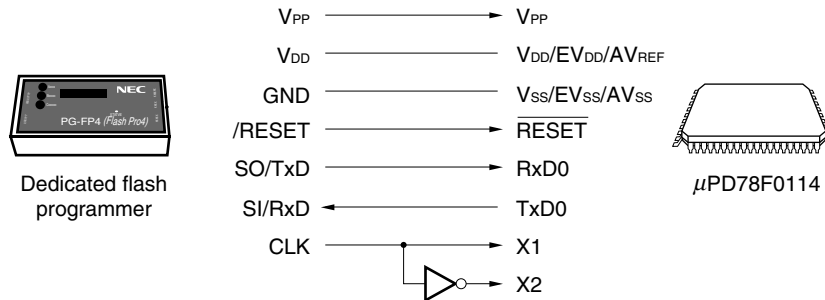 VPP VPP
VDD VDD/EVDD/AVREF
GND VSS/EVSS/AVSS
/RESET RESET
SO/TxD RxD0
SI/RxD TxD0
CLK X1
X2
NEC
PG-FP4 (Flash Pro4)
Dedicated flash
programmer
μPD78F0114